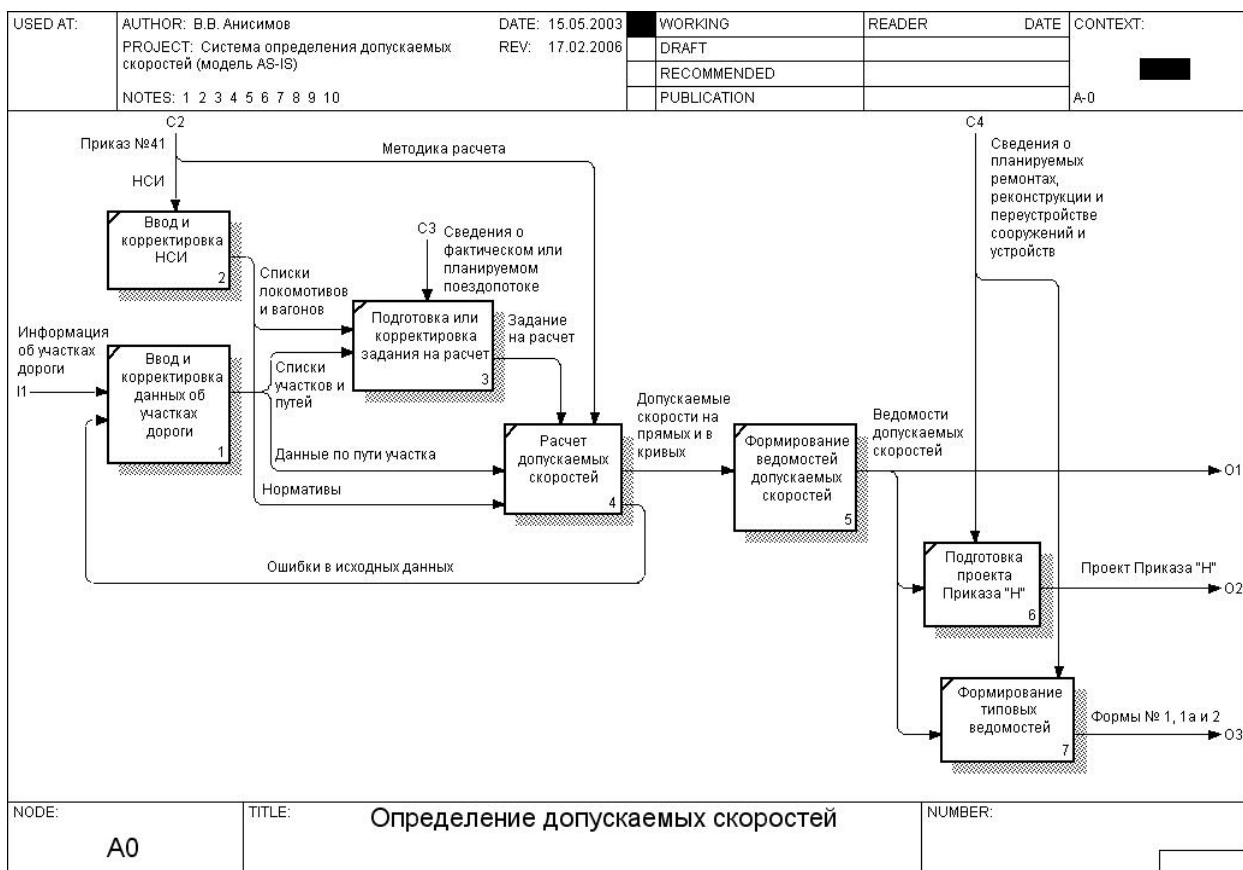 USED AT:
AUTHOR: В.В. Анисимов
DATE: 15.05.2003
PROJECT: Система определения допускаемых
скоростей (модель AS-IS)
REV: 17.02.2006
NOTES: 1 2 3 4 5 6 7 8 9 10
WORKING
DRAFT
RECOMMENDED
PUBLICATION
READER
DATE
CONTEXT:
A-0
C2
Приказ №41
НСИ
Методика расчета
C4
Сведения о
планируемых
ремонтах,
реконструкции и
переустройстве
сооружений и
устройств
Ввод и
корректировка
НСИ
2
C3
Сведения о
фактическом или
планируемом
поездопотоке
Списки
локомотивов
и вагонов
Подготовка или
корректировка
задания на расчет
3
Задание
на расчет
Информация
об участках
дороги
I1
Ввод и
корректировка
данных об
участках
дороги
1
Списки
участков и
путей
Данные по пути участка
Нормативы
Расчет
допускаемых
скоростей
4
Допускаемые
скорости на
прямых и в
кривых
Формирование
ведомостей
допускаемых
скоростей
5
Ведомости
допускаемых
скоростей
O1
Ошибки в исходных данных
Подготовка
проекта
Приказа "Н"
6
Проект Приказа "Н"
O2
Формирование
типовых
ведомостей
7
Формы № 1, 1а и 2
O3
NODE:
A0
TITLE:
Определение допускаемых скоростей
NUMBER: